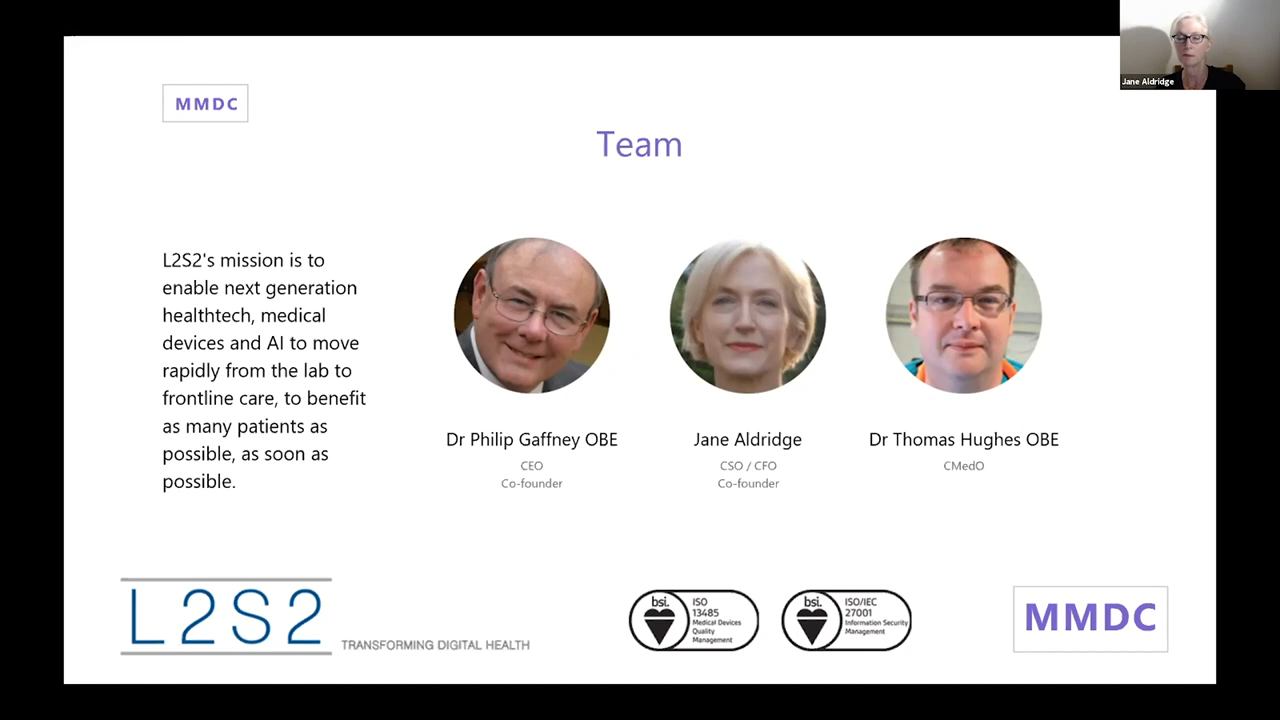 Jane Aldridge
MMDC
Team
L2S2's mission is to
enable next generation
healthtech, medical
devices and AI to move
rapidly from the lab to
frontline care, to benefit
as many patients as
possible, as soon as
possible.
Dr Philip Gaffney OBE
CEO
Co-founder
Jane Aldridge
CSO / CFO
Co-founder
Dr Thomas Hughes OBE
CMedO
L2S2
TRANSFORMING DIGITAL HEALTH
bsi.
ISO
13485
Medical Devices
Quality
Management
bsi.
ISO/IEC
27001
Information Security
Management
MMDC